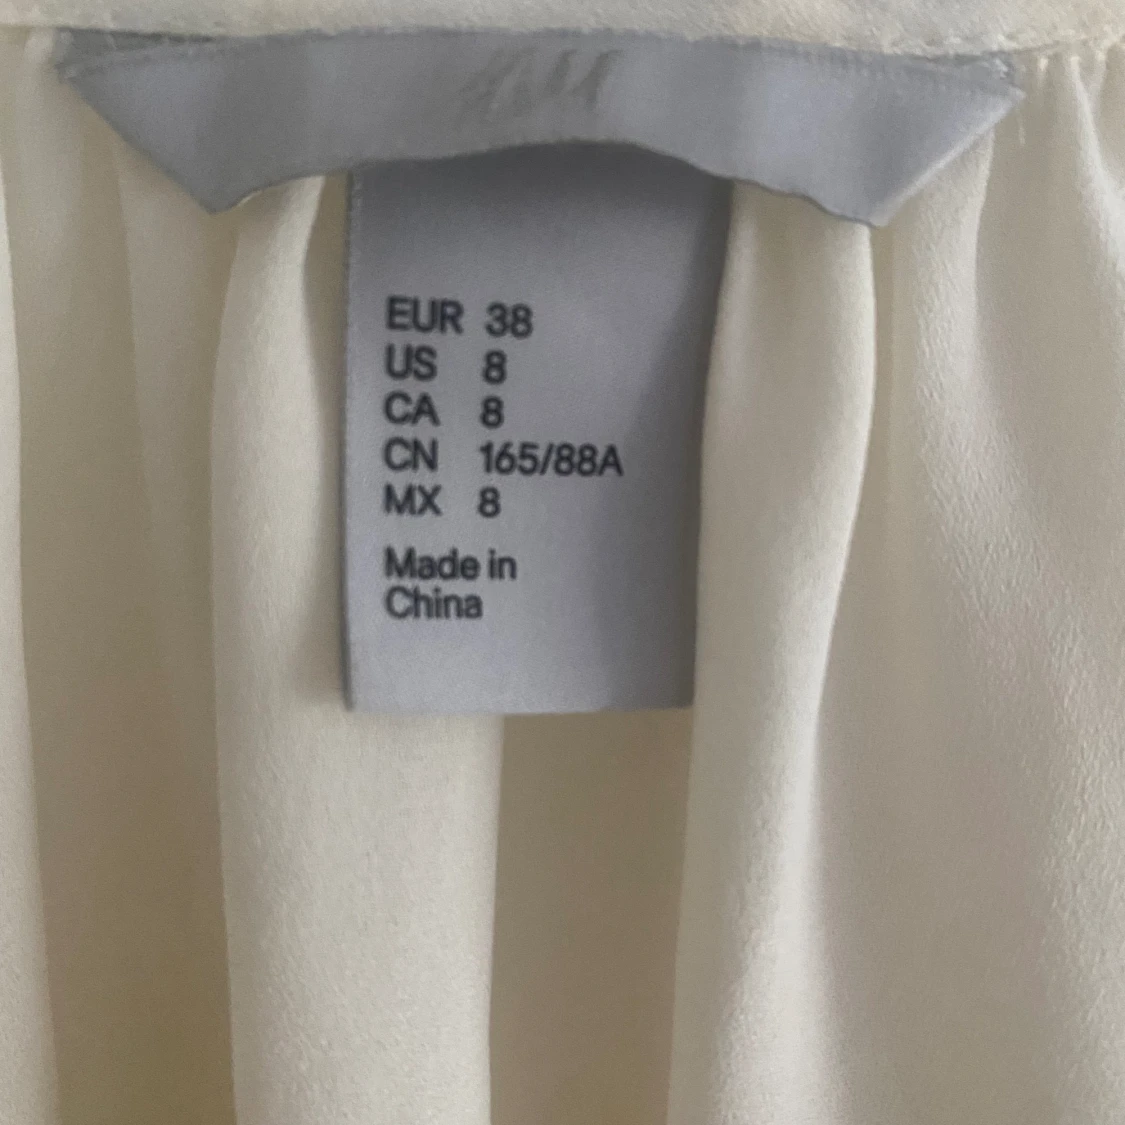 H&M
EUR 38
US 8
CA 8
CN 165/88A
MX 8
Made in
China